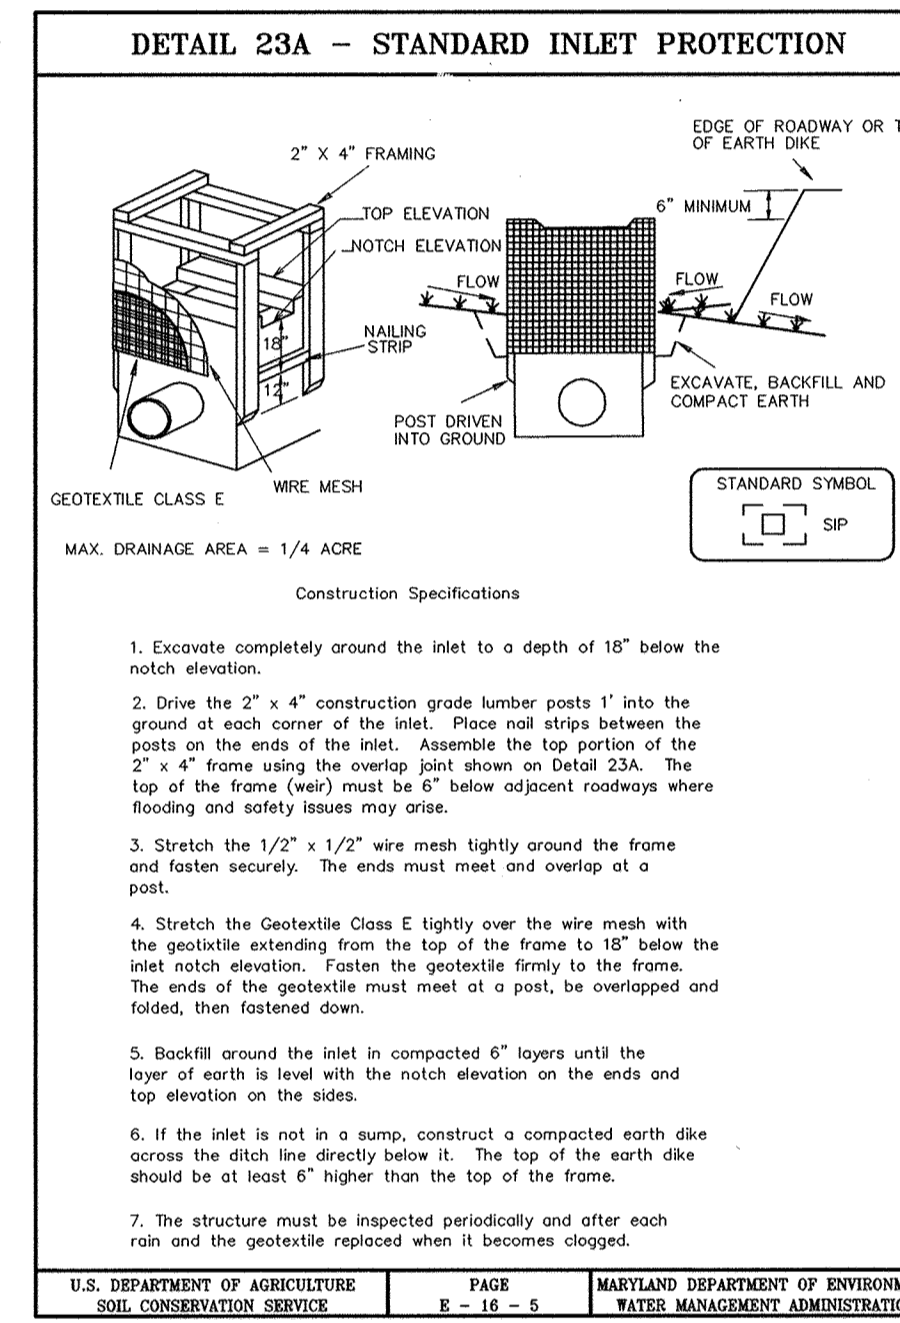 DETAIL 23A - STANDARD INLET PROTECTION
EDGE OF ROADWAY OR
OF EARTH DIKE
2" X 4" FRAMING
6" MINIMUM
TOP ELEVATION
NOTCH ELEVATION
FLOW
FLOW
FLOW
NAILING
STRIP
18"
12"
EXCAVATE, BACKFILL AND
COMPACT EARTH
POST DRIVEN
INTO GROUND
WIRE MESH
GEOTEXTILE CLASS E
STANDARD SYMBOL
SIP
MAX. DRAINAGE AREA = 1/4 ACRE
Construction Specifications
1. Excavate completely around the inlet to a depth of 18" below the
notch elevation.
2. Drive the 2" x 4" construction grade lumber posts 1' into the
ground at each corner of the inlet. Place nail strips between the
posts on the ends of the inlet. Assemble the top portion of the
2" x 4" frame using the overlap joint shown on Detail 23A. The
top of the frame (weir) must be 6" below adjacent roadways where
flooding and safety issues may arise.
3. Stretch the 1/2" x 1/2" wire mesh tightly around the frame
and fasten securely. The ends must meet and overlap at a
post.
4. Stretch the Geotextile Class E tightly over the wire mesh with
the geotixtile extending from the top of the frame to 18" below the
inlet notch elevation. Fasten the geotextile firmly to the frame.
The ends of the geotextile must meet at a post, be overlapped and
folded, then fastened down.
5. Backfill around the inlet in compacted 6" layers until the
layer of earth is level with the notch elevation on the ends and
top elevation on the sides.
6. If the inlet is not in a sump, construct a compacted earth dike
across the ditch line directly below it. The top of the earth dike
should be at least 6" higher than the top of the frame.
7. The structure must be inspected periodically and after each
rain and the geotextile replaced when it becomes clogged.
U.S. DEPARTMENT OF AGRICULTURE
SOIL CONSERVATION SERVICE
PAGE
E - 16 - 5
MARYLAND DEPARTMENT OF
WATER MANAGEMENT